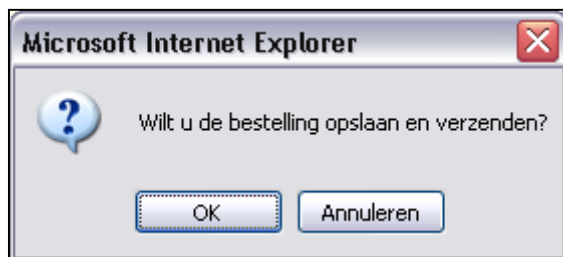 Microsoft Internet Explorer
Wilt u de bestelling opslaan en verzenden?
OK
Annuleren